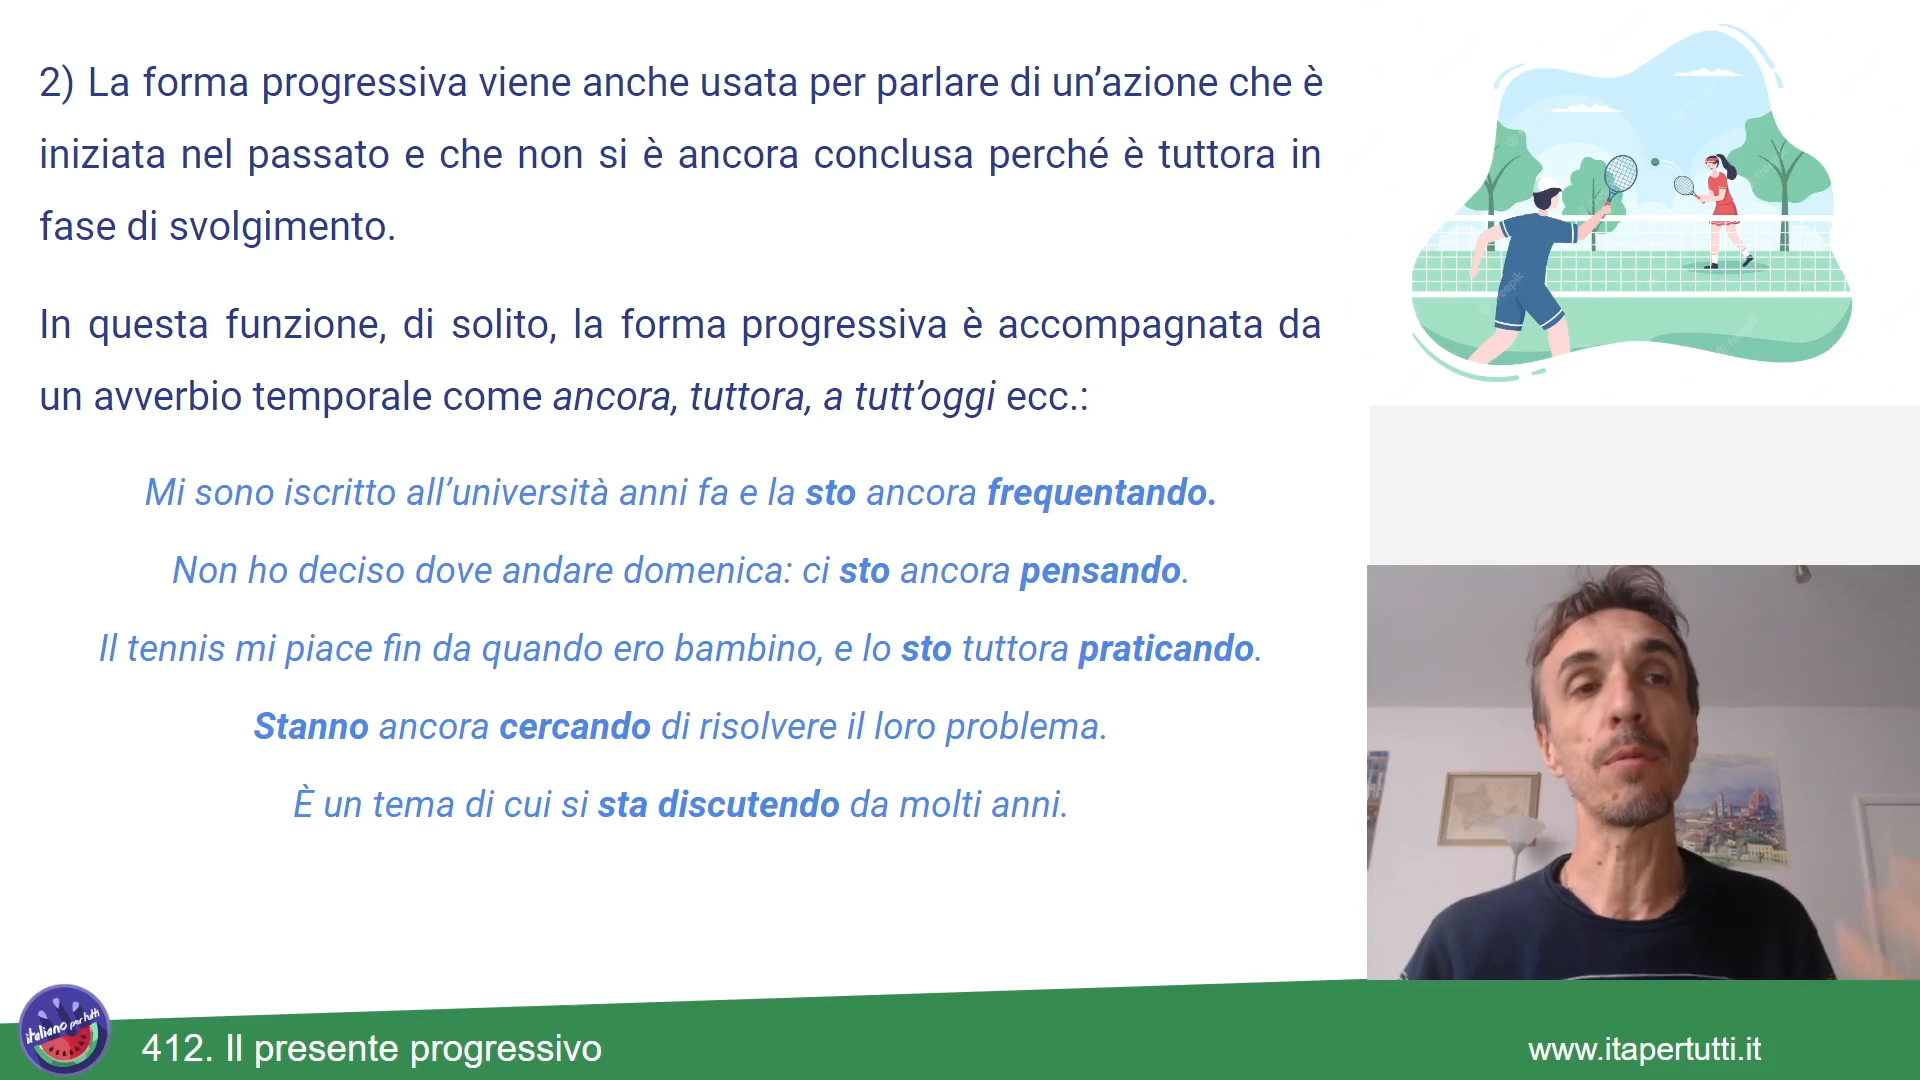 2) La forma progressiva viene anche usata per parlare di un’azione che è
iniziata nel passato e che non si è ancora conclusa perché è tuttora in
fase di svolgimento.
In questa funzione, di solito, la forma progressiva è accompagnata da
un avverbio temporale come ancora, tuttora, a tutt’oggi ecc.:
Mi sono iscritto all’università anni fa e la sto ancora frequentando.
Non ho deciso dove andare domenica: ci sto ancora pensando.
Il tennis mi piace fin da quando ero bambino, e lo sto tuttora praticando.
Stanno ancora cercando di risolvere il loro problema.
È un tema di cui si sta discutendo da molti anni.
italiano per tutti
412. Il presente progressivo
www.itapertutti.it
freepik